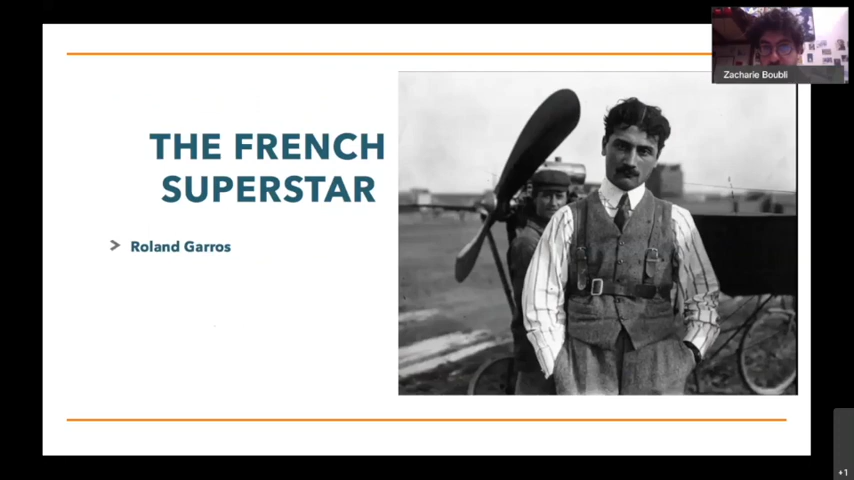 Zacharie Boubli
THE FRENCH
SUPERSTAR
> Roland Garros
+1